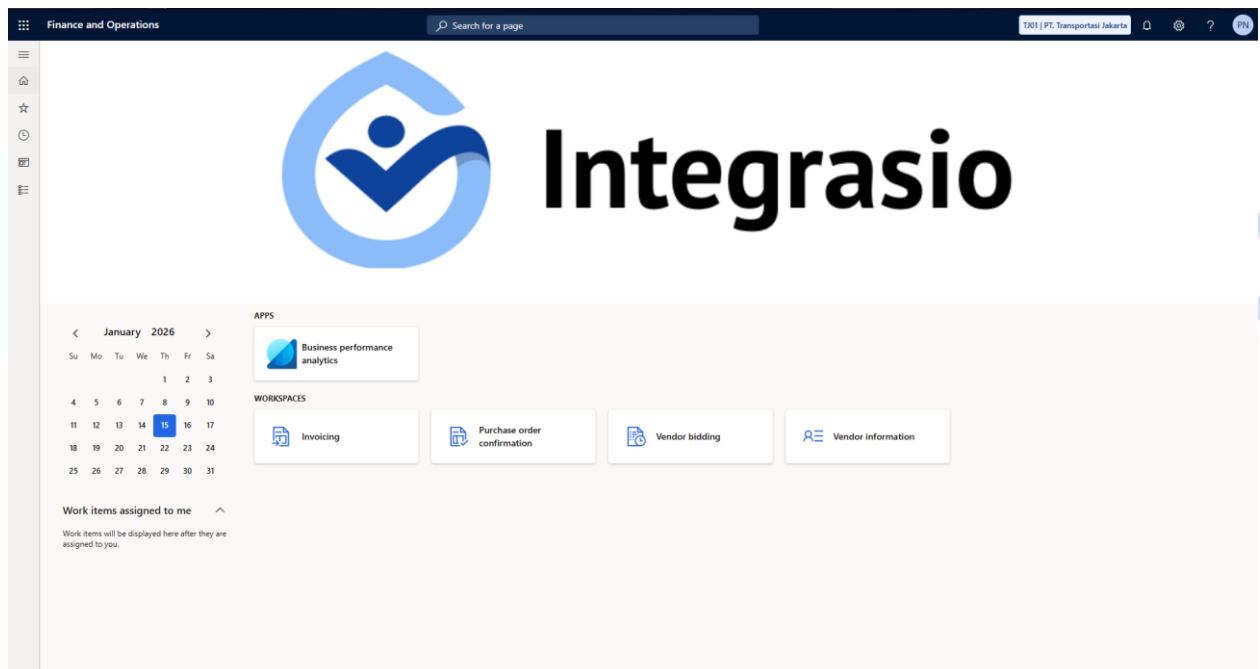 Finance and Operations
Search for a page
TJ01 | PT. Transportasi Jakarta
?
PN
Integrasio
January 2026
Su Mo Tu We Th Fr Sa
1 2 3
4 5 6 7 8 9 10
11 12 13 14 15 16 17
18 19 20 21 22 23 24
25 26 27 28 29 30 31
Work items assigned to me
Work items will be displayed here after they are
assigned to you.
APPS
Business performance
analytics
WORKSPACES
Invoicing
Purchase order
confirmation
Vendor bidding
Vendor information